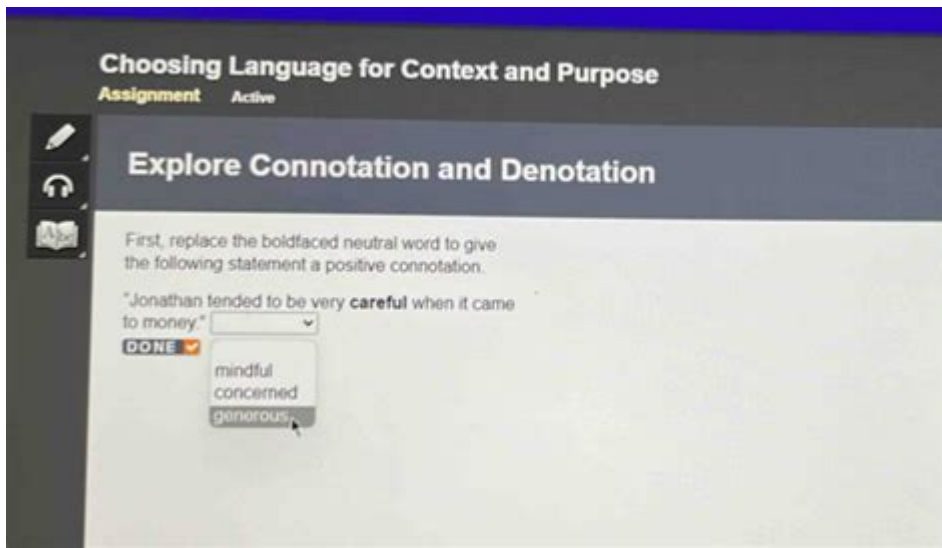 Choosing Language for Context and Purpose
Assignment Active
Explore Connotation and Denotation
Abc
First, replace the boldfaced neutral word to give
the following statement a positive connotation.
"Jonathan tended to be very careful when it came
to money."
DONE
mindful
concerned
generous